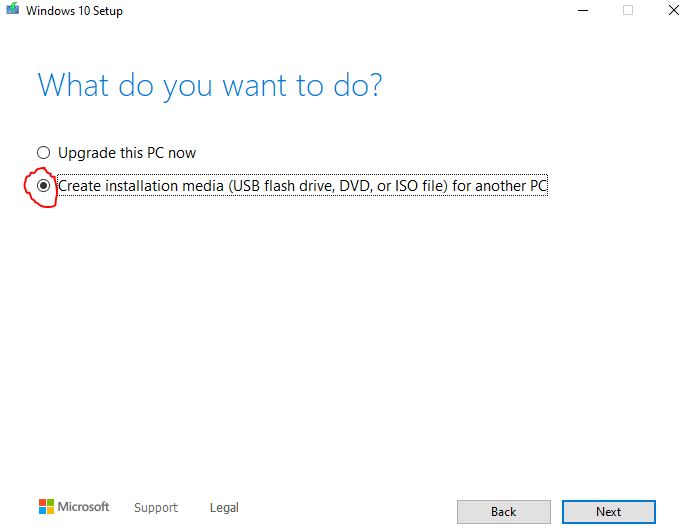 Windows 10 Setup
What do you want to do?
Upgrade this PC now
Create installation media (USB flash drive, DVD, or ISO file) for another PC
Microsoft Support Legal
Back Next